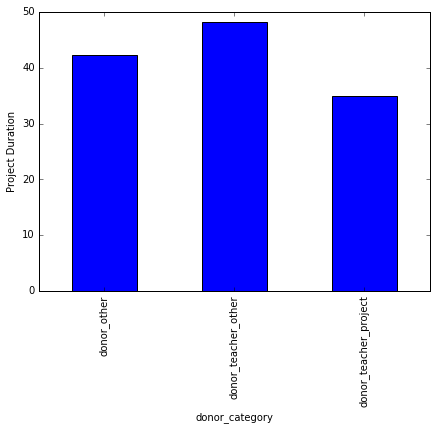 50
40
30
20
10
0
Project Duration
donor_other
donor_teacher_other
donor_teacher_project
donor_category